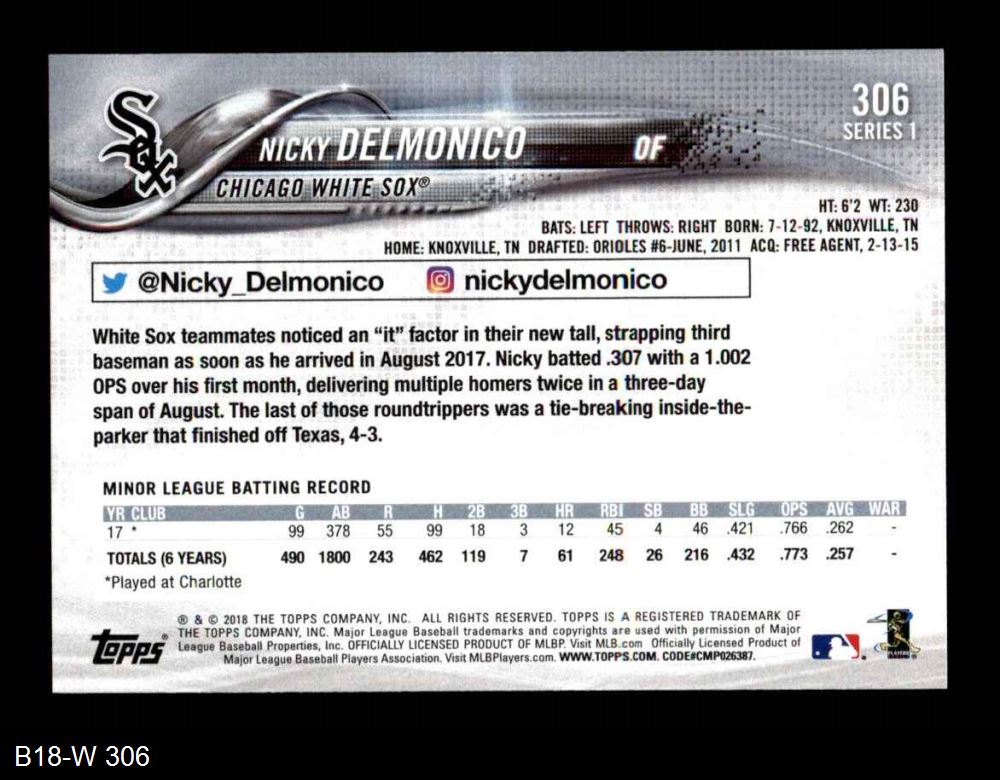 Sox
NICKY DELMONICO OF
CHICAGO WHITE SOX®
306
SERIES 1
HT: 6'2 WT: 230
BATS: LEFT THROWS: RIGHT BORN: 7-12-92, KNOXVILLE, TN
HOME: KNOXVILLE, TN DRAFTED: ORIOLES #6-JUNE, 2011 ACQ: FREE AGENT, 2-13-15
@Nicky_Delmonico nickydelmonico
White Sox teammates noticed an “it” factor in their new tall, strapping third
baseman as soon as he arrived in August 2017. Nicky batted .307 with a 1.002
OPS over his first month, delivering multiple homers twice in a three-day
span of August. The last of those roundtrippers was a tie-breaking inside-the-
parker that finished off Texas, 4-3.
MINOR LEAGUE BATTING RECORD
YR CLUB G AB R H 2B 3B HR RBI SB BB SLG OPS AVG WAR
17 * 99 378 55 99 18 3 12 45 4 46 .421 .766 .262 -
TOTALS (6 YEARS) 490 1800 243 462 119 7 61 248 26 216 .432 .773 .257 -
*Played at Charlotte
® & © 2018 THE TOPPS COMPANY, INC. ALL RIGHTS RESERVED. TOPPS IS A REGISTERED TRADEMARK OF
THE TOPPS COMPANY, INC. Major League Baseball trademarks and copyrights are used with permission of Major
League Baseball Properties, Inc. OFFICIALLY LICENSED PRODUCT OF MLBP. Visit MLB.com Officially Licensed Product of
Major League Baseball Players Association. Visit MLBPlayers.com. WWW.TOPPS.COM. CODE#CMP026387.
Topps®
PLAYERS
B18-W 306